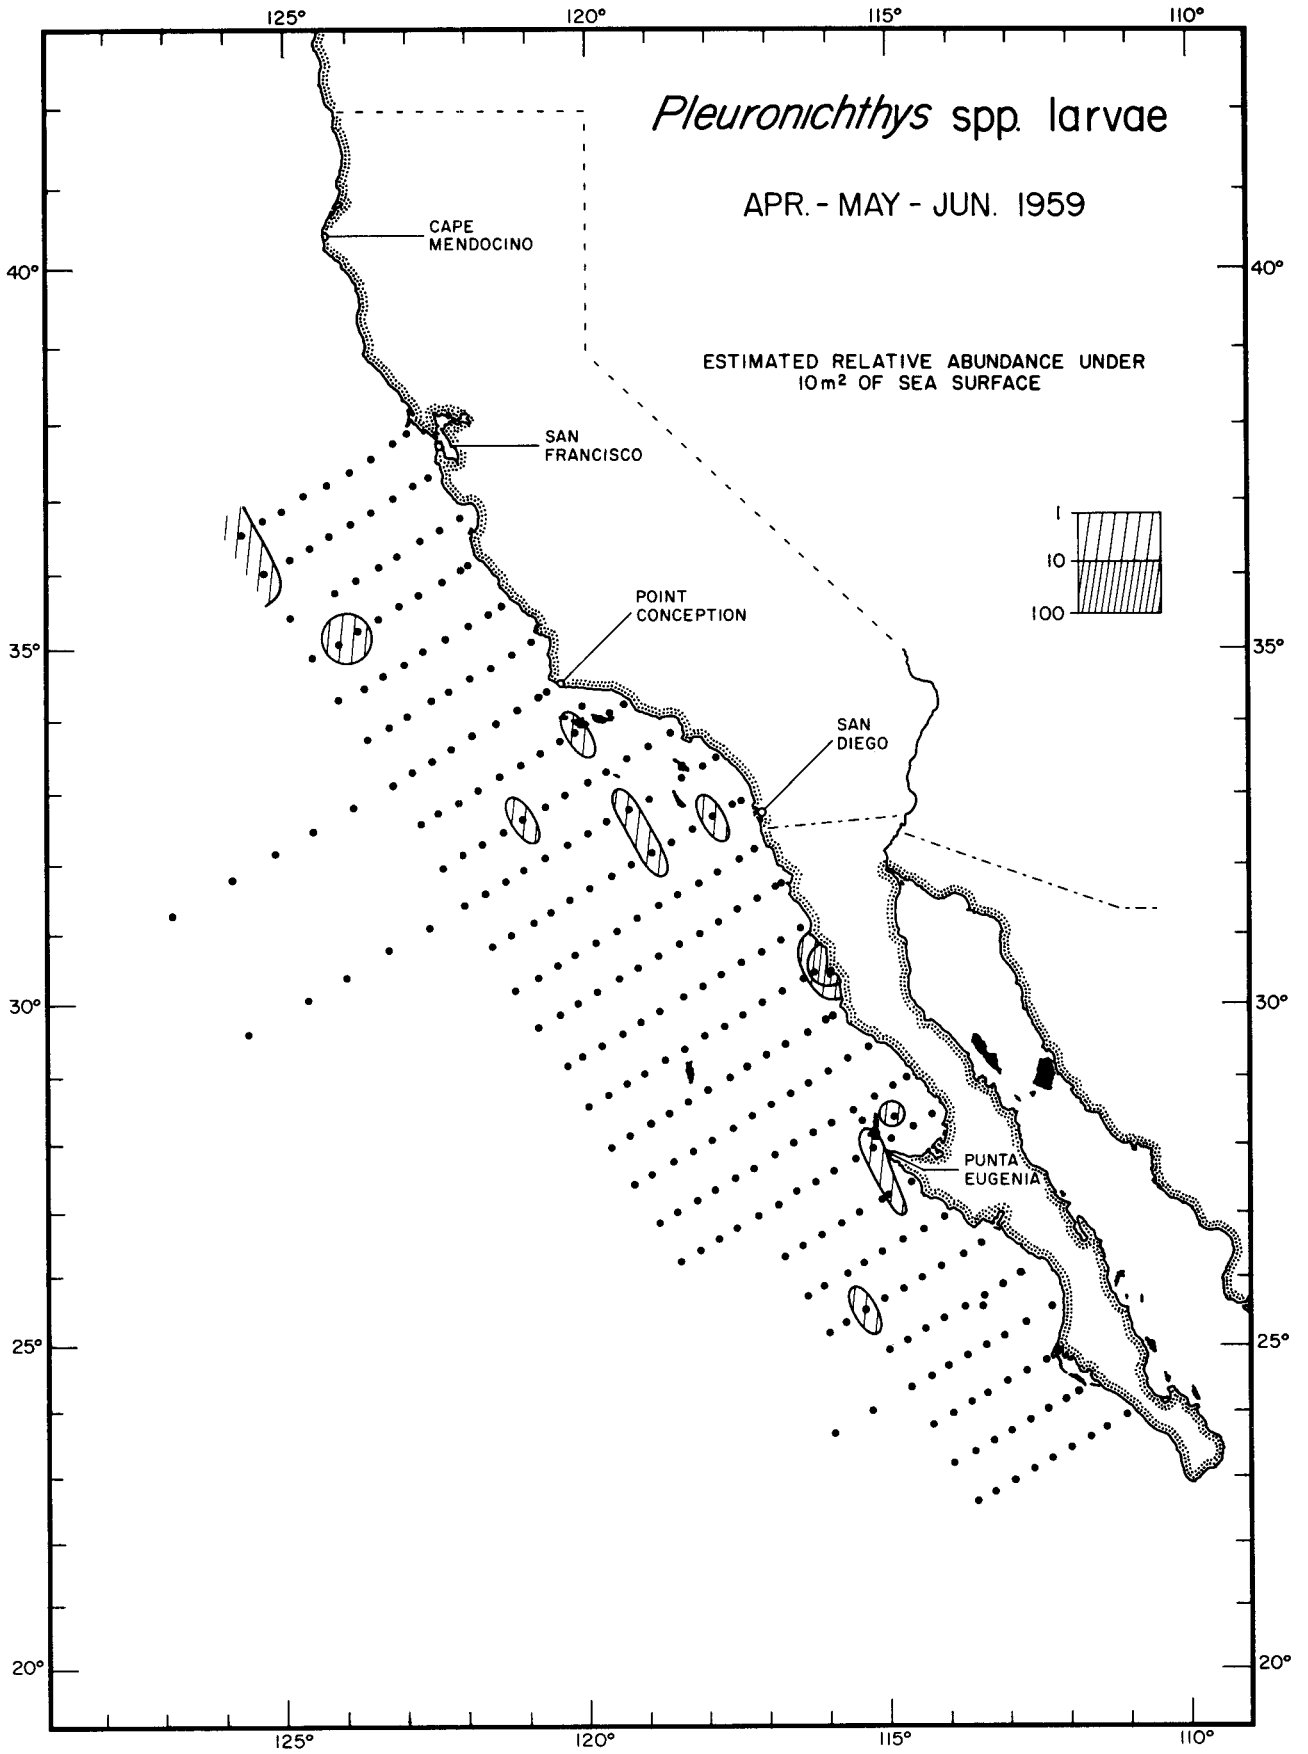 125° 120° 115° 110°
Pleuronichthys spp. larvae
APR. - MAY - JUN. 1959
CAPE
MENDOCINO
40° 40°
ESTIMATED RELATIVE ABUNDANCE UNDER
10m² OF SEA SURFACE
SAN
FRANCISCO
1
10
100
POINT
CONCEPTION
35° 35°
SAN
DIEGO
30° 30°
PUNTA
EUGENIA
25° 25°
20° 20°
125° 120° 115° 110°